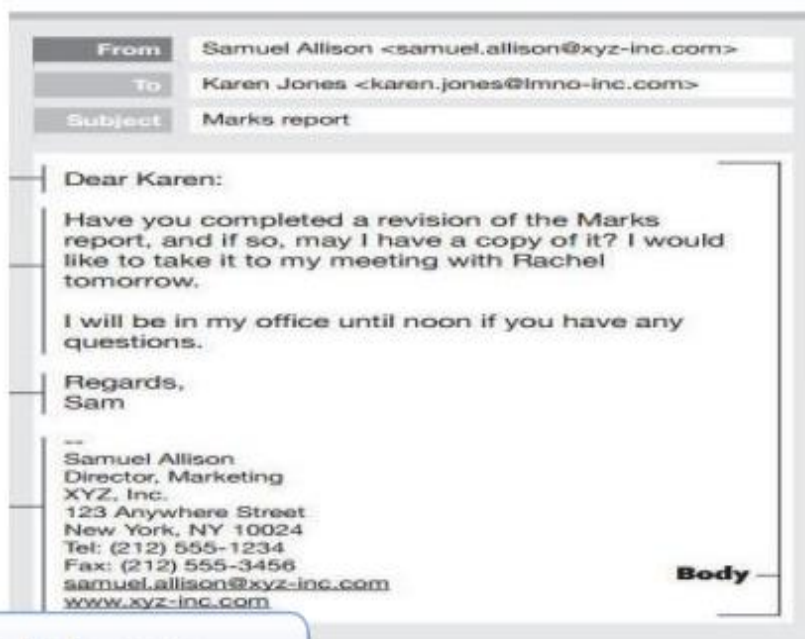 From Samuel Allison <samuel.allison@xyz-inc.com>
To Karen Jones <karen.jones@lmno-inc.com>
Subject Marks report
Dear Karen:
Have you completed a revision of the Marks
report, and if so, may I have a copy of it? I would
like to take it to my meeting with Rachel
tomorrow.
I will be in my office until noon if you have any
questions.
Regards,
Sam
--
Samuel Allison
Director, Marketing
XYZ, Inc.
123 Anywhere Street
New York, NY 10024
Tel: (212) 555-1234
Fax: (212) 555-3456
samuel.allison@xyz-inc.com
www.xyz-inc.com
Body